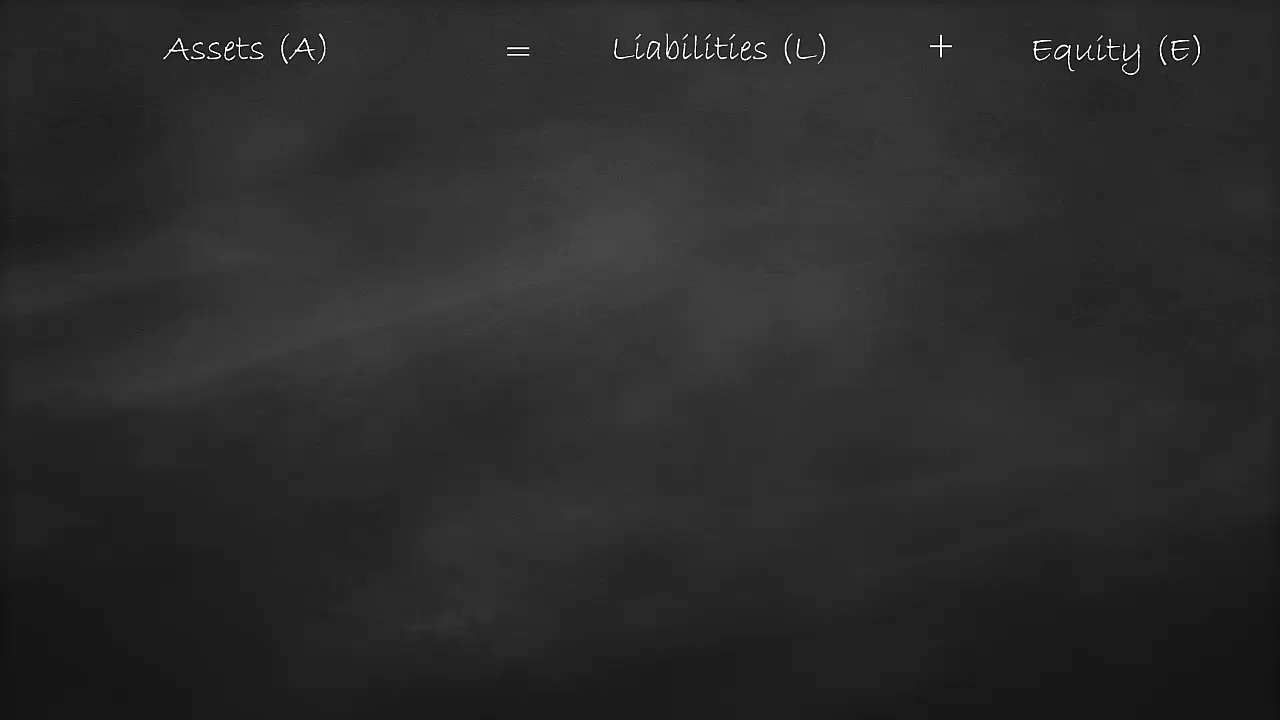 Assets (A) = Liabilities (L) + Equity (E)